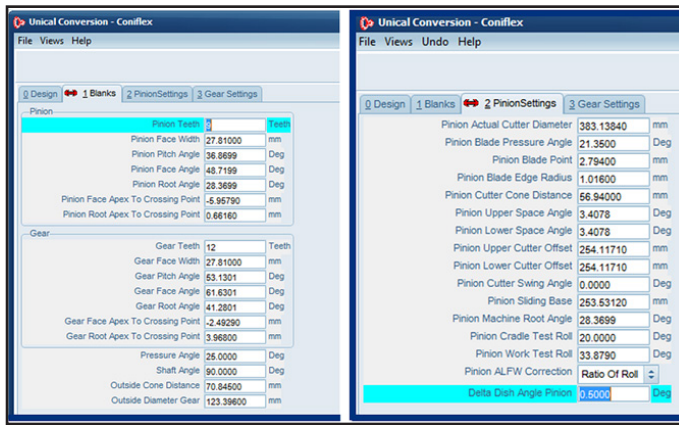 Unical Conversion - Coniflex
File Views Help
0 Design 1 Blanks 2 PinionSettings 3 Gear Settings
Pinion
Pinion Teeth 9 Teeth
Pinion Face Width 27.81000 mm
Pinion Pitch Angle 36.8699 Deg
Pinion Face Angle 48.7199 Deg
Pinion Root Angle 28.3699 Deg
Pinion Face Apex To Crossing Point -5.95790 mm
Pinion Root Apex To Crossing Point 0.66160 mm
Gear
Gear Teeth 12 Teeth
Gear Face Width 27.81000 mm
Gear Pitch Angle 53.1301 Deg
Gear Face Angle 61.6301 Deg
Gear Root Angle 41.2801 Deg
Gear Face Apex To Crossing Point -2.49290 mm
Gear Root Apex To Crossing Point 3.96800 mm
Pressure Angle 25.0000 Deg
Shaft Angle 90.0000 Deg
Outside Cone Distance 70.84500 mm
Outside Diameter Gear 123.39600 mm
Unical Conversion - Coniflex
File Views Undo Help
0 Design 1 Blanks 2 PinionSettings 3 Gear Settings
Pinion Actual Cutter Diameter 383.13840 mm
Pinion Blade Pressure Angle 21.3500 Deg
Pinion Blade Point 2.79400 mm
Pinion Blade Edge Radius 1.01600 mm
Pinion Cutter Cone Distance 56.94000 mm
Pinion Upper Space Angle 3.4078 Deg
Pinion Lower Space Angle 3.4078 Deg
Pinion Upper Cutter Offset 254.11710 mm
Pinion Lower Cutter Offset 254.11710 mm
Pinion Cutter Swing Angle 0.0000 Deg
Pinion Sliding Base 253.53120 mm
Pinion Machine Root Angle 28.3699 Deg
Pinion Cradle Test Roll 20.0000 Deg
Pinion Work Test Roll 33.8790 Deg
Pinion ALFW Correction Ratio Of Roll
Delta Dish Angle Pinion 0.5000 Deg